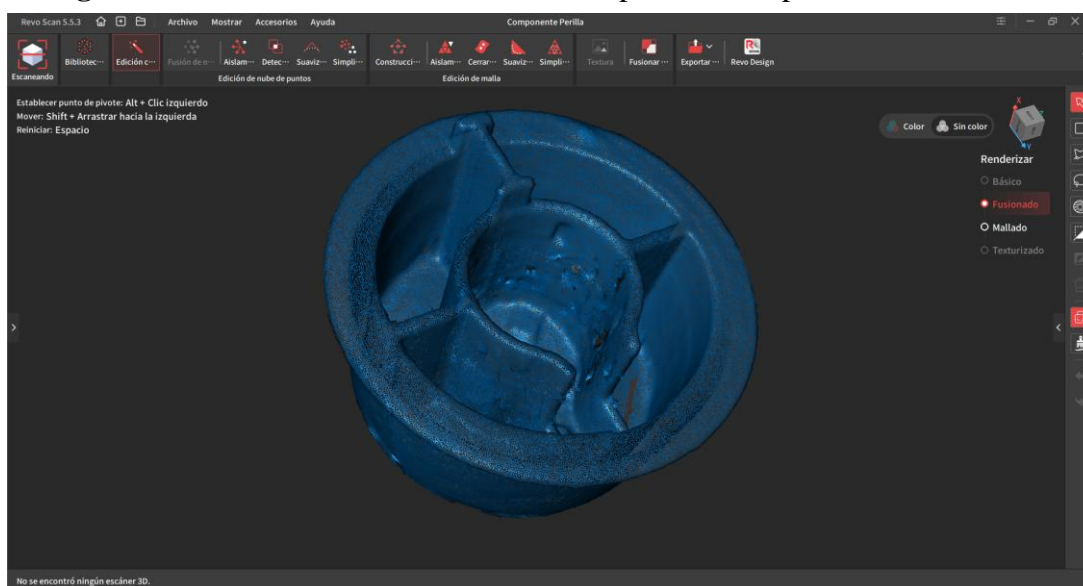 Revo Scan 5.5.3 Archivo Mostrar Accesorios Ayuda Componente Perilla
Escaneando Bibliotec··· Edición c··· Fusión de n··· Aislam··· Detec··· Suaviz··· Simpli··· Construcci··· Aislam··· Cerrar··· Suaviz··· Simpli··· Textura Fusionar··· Exportar··· Revo Design
Edición de nube de puntos Edición de malla
Establecer punto de pivote: Alt + Clic izquierdo
Mover: Shift + Arrastrar hacia la izquierda
Reiniciar: Espacio
Color Sin color
X
Y
Renderizar
Básico
Fusionado
Mallado
Texturizado
No se encontró ningún escáner 3D.